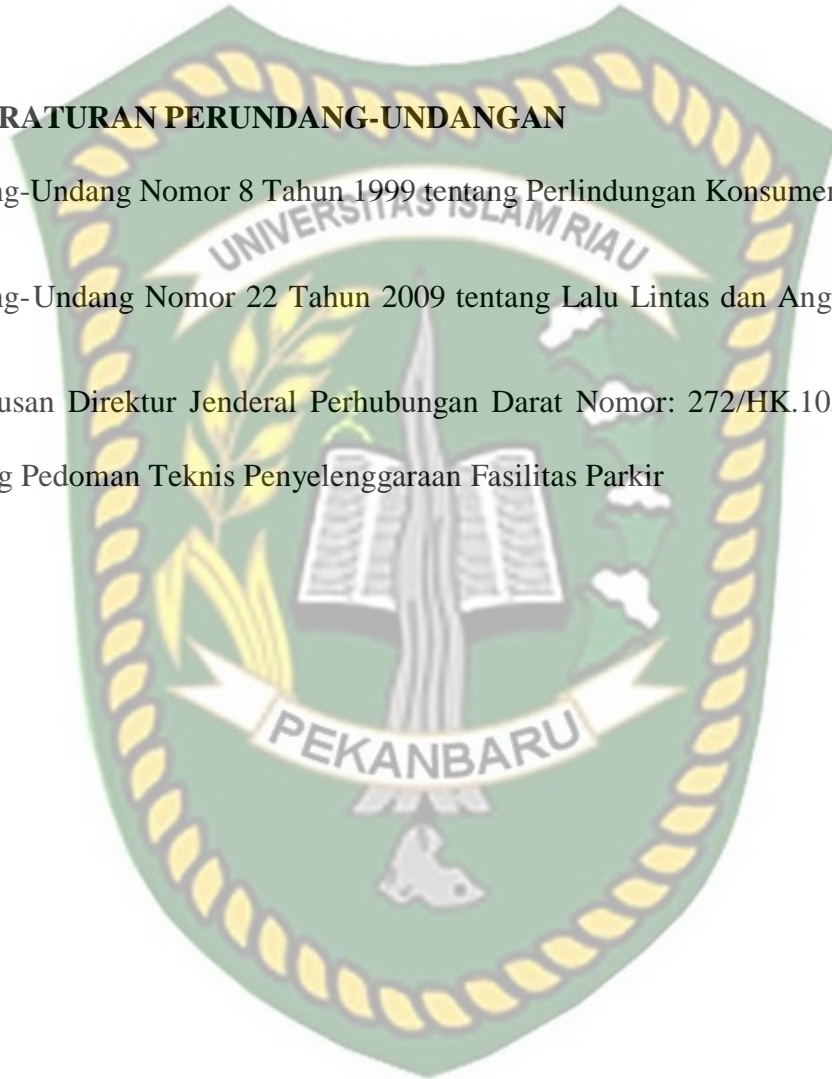 RATURAN PERUNDANG-UNDANGAN
ng-Undang Nomor 8 Tahun 1999 tentang Perlindungan Konsumen
UNIVERSITAS ISLAM RIAU
ng-Undang Nomor 22 Tahun 2009 tentang Lalu Lintas dan Ang
usan Direktur Jenderal Perhubungan Darat Nomor: 272/HK.10
g Pedoman Teknis Penyelenggaraan Fasilitas Parkir
PEKANBARU